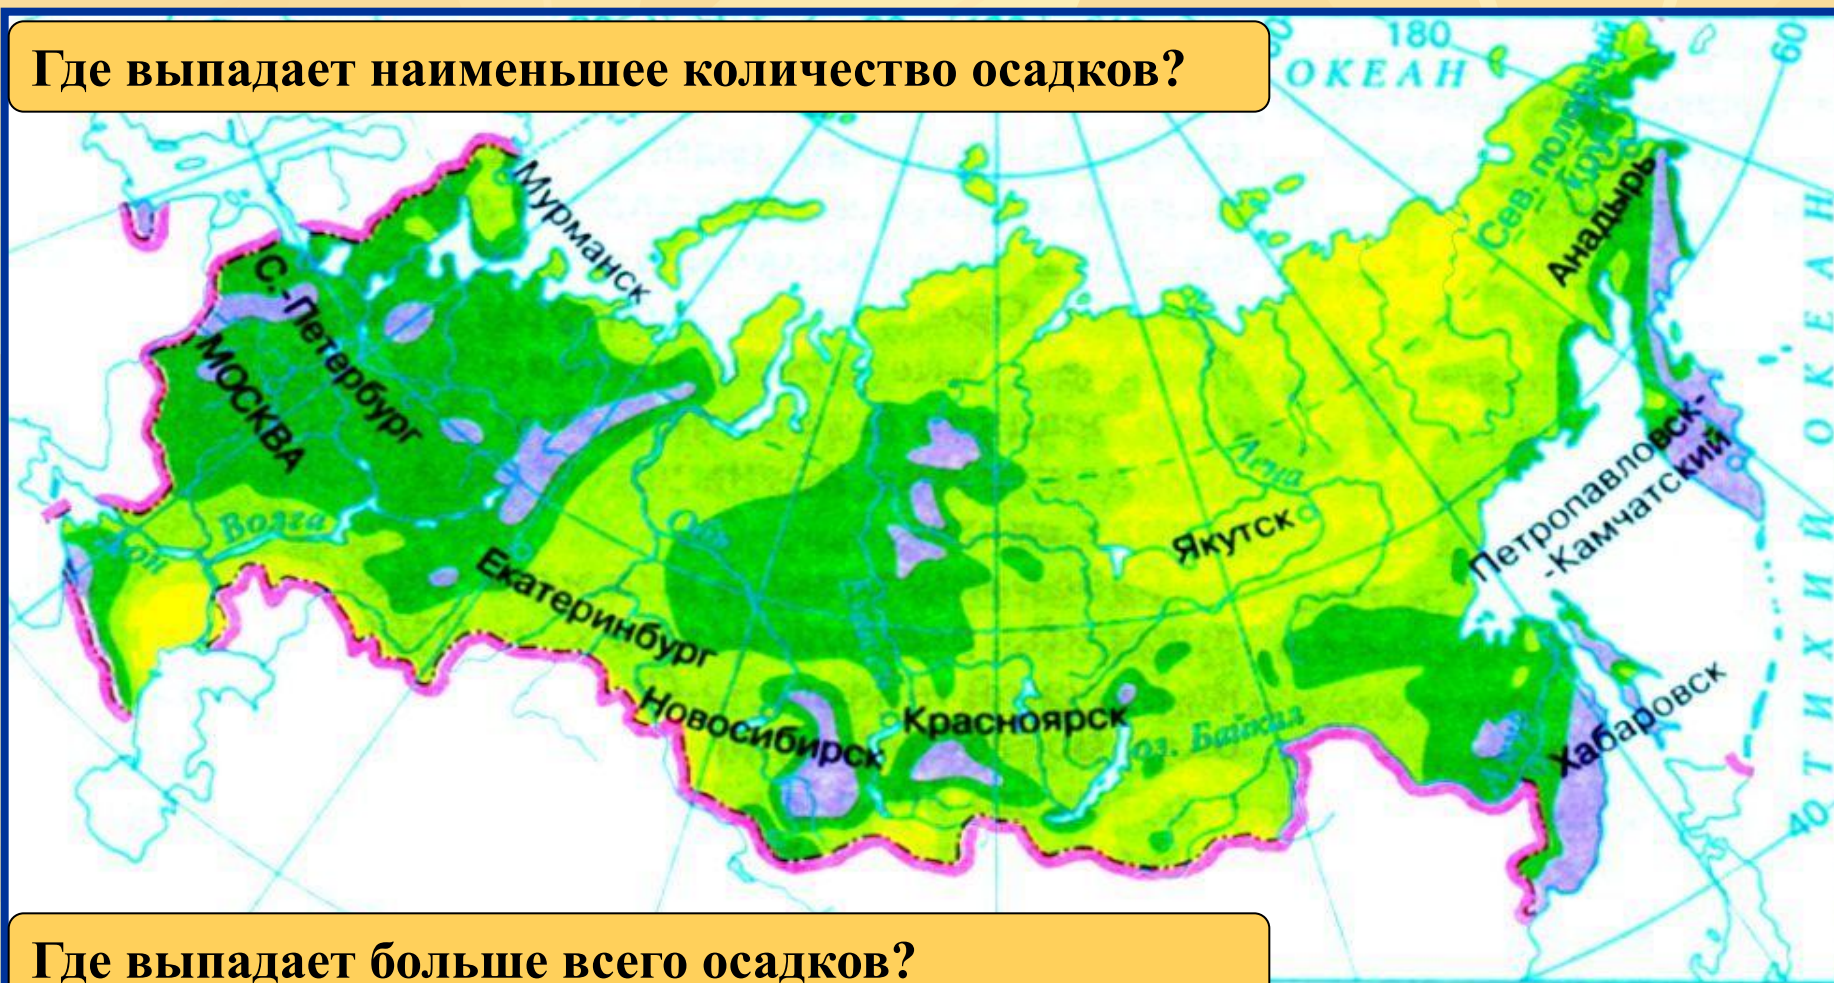 Где выпадает наименьшее количество осадков?
180
60
ОКЕАН
Сев. полярный
круг
Анадырь
Мурманск
С.-Петербург
МОСКВА
Волга
Дон
Обь
Лена
Якутск
Екатеринбург
Новосибирск
Красноярск
оз. Байкал
Петропавловск-
-Камчатский
Хабаровск
Амур
ТИХИЙ ОКЕАН
40
Где выпадает больше всего осадков?